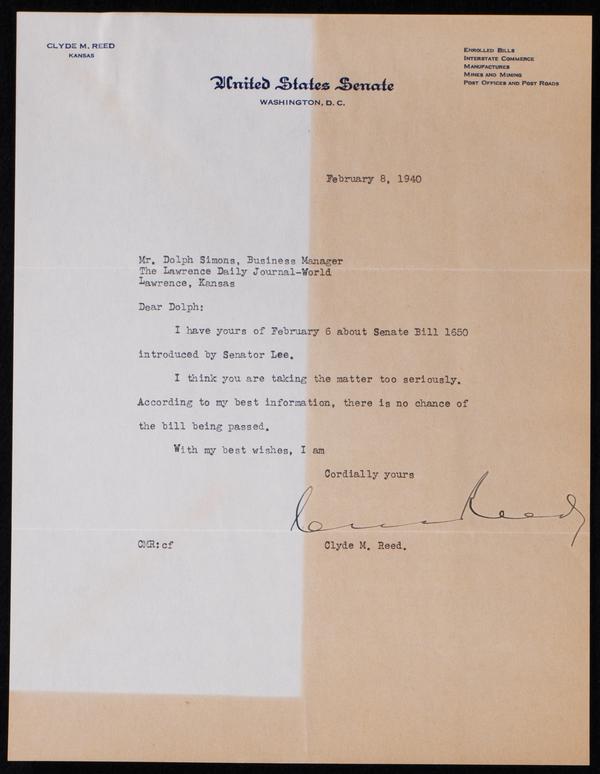 CLYDE M. REED
KANSAS
ENROLLED BILLS
INTERSTATE COMMERCE
MANUFACTURES
MINES AND MINING
POST OFFICES AND POST ROADS
United States Senate
WASHINGTON, D. C.
February 8, 1940
Mr. Dolph Simons, Business Manager
The Lawrence Daily Journal-World
Lawrence, Kansas
Dear Dolph:
I have yours of February 6 about Senate Bill 1650
introduced by Senator Lee.
I think you are taking the matter too seriously.
According to my best information, there is no chance of
the bill being passed.
With my best wishes, I am
Cordially yours
Reed
CMR:cf
Clyde M. Reed.